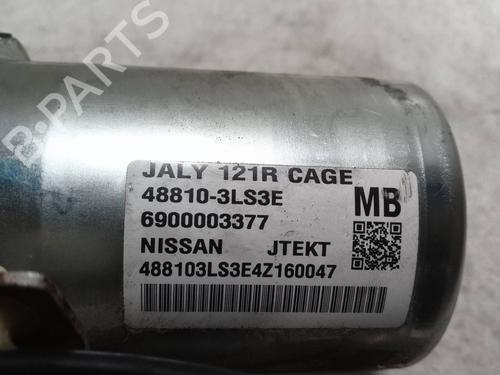 B-PARTS
JALY 121R CAGE
48810-3LS3E
6900003377
MB
NISSAN JTEKT
488103LS3E4Z160047